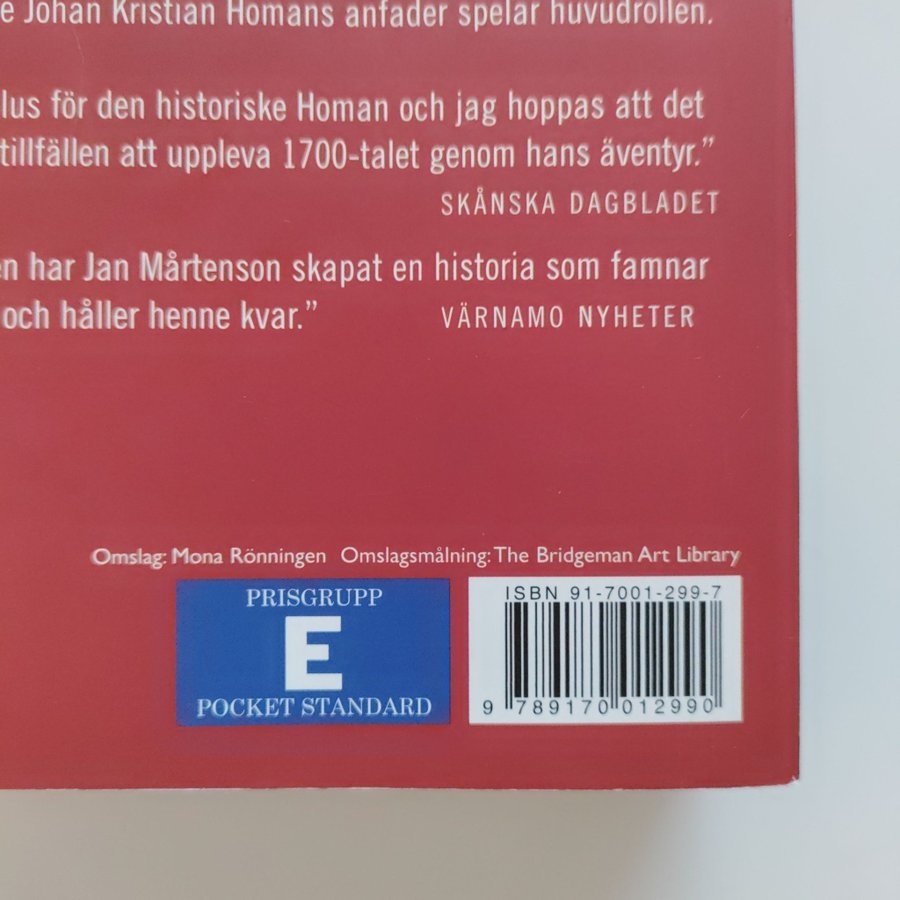 e Johan Kristian Homans anfader spelar huvudrollen.
lus för den historiske Homan och jag hoppas att det
tillfällen att uppleva 1700-talet genom hans äventyr.”
SKÅNSKA DAGBLADET
en har Jan Mårtenson skapat en historia som famnar
och håller henne kvar.” VÄRNAMO NYHETER
Omslag: Mona Rönningen Omslagsmålning: The Bridgeman Art Library
PRISGRUPP
E
POCKET STANDARD
ISBN 91-7001-299-7
9 789170 012990